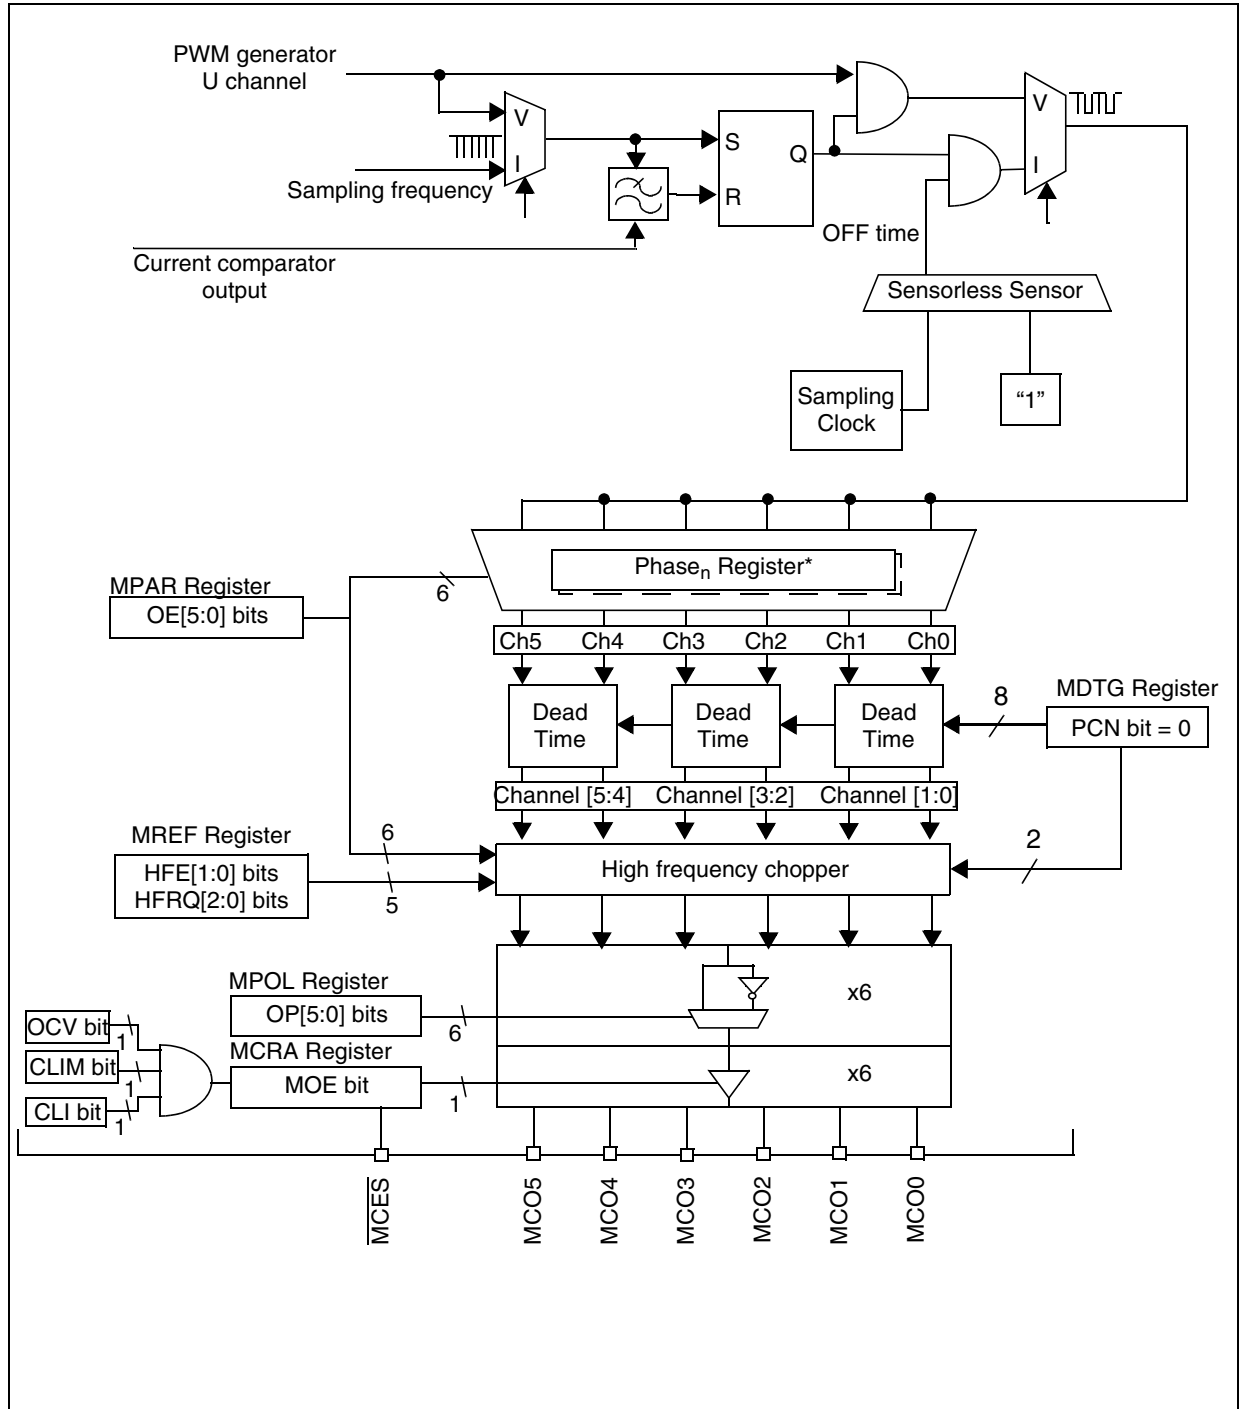 PWM generator
U channel
V
I
Sampling frequency
Current comparator
output
S
R
Q
V
I
OFF time
Sensorless Sensor
Sampling
Clock
“1”
Phasen Register*
MPAR Register
OE[5:0] bits
6
Ch5 Ch4 Ch3 Ch2 Ch1 Ch0
Dead
Time
Dead
Time
Dead
Time
8
MDTG Register
PCN bit = 0
Channel [5:4] Channel [3:2] Channel [1:0]
MREF Register
HFE[1:0] bits
HFRQ[2:0] bits
6
5
High frequency chopper
2
MPOL Register
OP[5:0] bits
6
x6
OCV bit
1
CLIM bit
1
CLI bit
1
MCRA Register
MOE bit
1
x6
MCES
MCO5
MCO4
MCO3
MCO2
MCO1
MCO0